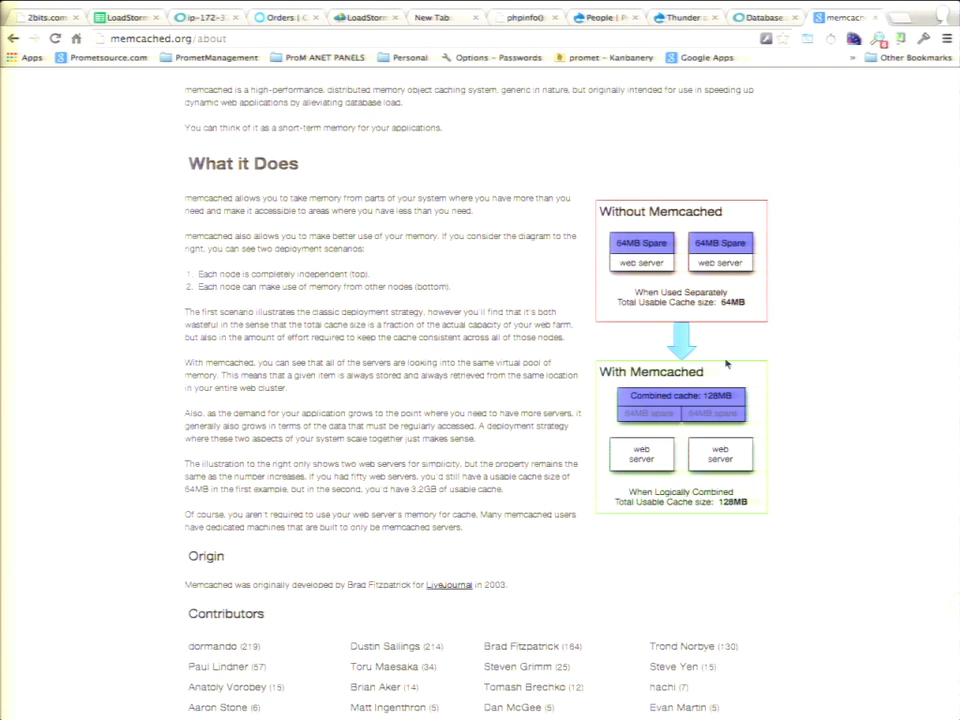 2bits.com
LoadStorm
ip-172-3
Orders | C
LoadStorm
New Tab
phpinfo()
People | P
Thunder
Database
memcac
memcached.org/about
Apps
Prometsource.com
PrometManagement
ProM ANET PANELS
Personal
Options - Passwords
promet - Kanbanery
Google Apps
»
Other Bookmarks
memcached is a high-performance, distributed memory object caching system, generic in nature, but originally intended for use in speeding up
dynamic web applications by alleviating database load.
You can think of it as a short-term memory for your applications.
What it Does
memcached allows you to take memory from parts of your system where you have more than you
need and make it accessible to areas where you have less than you need.
memcached also allows you to make better use of your memory. If you consider the diagram to the
right, you can see two deployment scenarios:
1. Each node is completely independent (top).
2. Each node can make use of memory from other nodes (bottom).
The first scenario illustrates the classic deployment strategy, however you'll find that it's both
wasteful in the sense that the total cache size is a fraction of the actual capacity of your web farm,
but also in the amount of effort required to keep the cache consistent across all of those nodes.
With memcached, you can see that all of the servers are looking into the same virtual pool of
memory. This means that a given item is always stored and always retrieved from the same location
in your entire web cluster.
Also, as the demand for your application grows to the point where you need to have more servers, it
generally also grows in terms of the data that must be regularly accessed. A deployment strategy
where these two aspects of your system scale together just makes sense.
The illustration to the right only shows two web servers for simplicity, but the property remains the
same as the number increases. If you had fifty web servers, you'd still have a usable cache size of
64MB in the first example, but in the second, you'd have 3.2GB of usable cache.
Of course, you aren't required to use your web server's memory for cache. Many memcached users
have dedicated machines that are built to only be memcached servers.
Without Memcached
64MB Spare
64MB Spare
web server
web server
When Used Separately
Total Usable Cache size: 64MB
With Memcached
Combined cache: 128MB
64MB spare
64MB spare
web
server
web
server
When Logically Combined
Total Usable Cache size: 128MB
Origin
Memcached was originally developed by Brad Fitzpatrick for LiveJournal in 2003.
Contributors
dormando (219)
Dustin Sallings (214)
Brad Fitzpatrick (164)
Trond Norbye (130)
Paul Lindner (57)
Toru Maesaka (34)
Steven Grimm (25)
Steve Yen (15)
Anatoly Vorobey (15)
Brian Aker (14)
Tomash Brechko (12)
hachi (7)
Aaron Stone (6)
Matt Ingenthron (5)
Dan McGee (5)
Evan Martin (5)